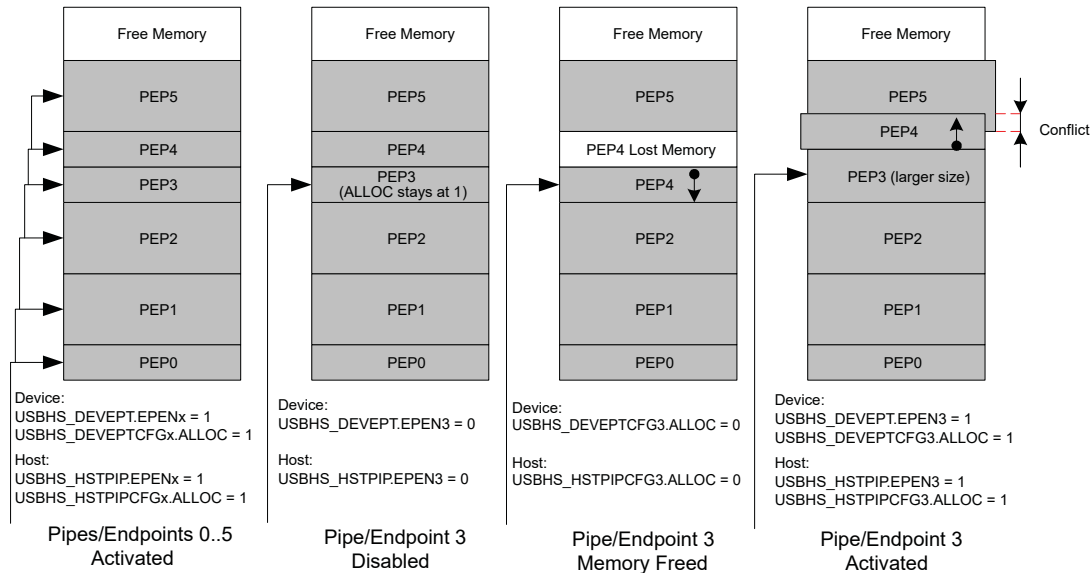 Free Memory
PEP5
PEP4
PEP3
PEP2
PEP1
PEP0
Device:
USBHS_DEVEPT.EPENx = 1
USBHS_DEVEPTCFGx.ALLOC = 1
Host:
USBHS_HSTPIP.EPENx = 1
USBHS_HSTPIPCFGx.ALLOC = 1
Pipes/Endpoints 0..5
Activated
Free Memory
PEP5
PEP4
PEP3
(ALLOC stays at 1)
PEP2
PEP1
PEP0
Device:
USBHS_DEVEPT.EPEN3 = 0
Host:
USBHS_HSTPIP.EPEN3 = 0
Pipe/Endpoint 3
Disabled
Free Memory
PEP5
PEP4 Lost Memory
PEP4
PEP2
PEP1
PEP0
Device:
USBHS_DEVEPTCFG3.ALLOC = 0
Host:
USBHS_HSTPIPCFG3.ALLOC = 0
Pipe/Endpoint 3
Memory Freed
Free Memory
PEP5
PEP4
Conflict
PEP3 (larger size)
PEP2
PEP1
PEP0
Device:
USBHS_DEVEPT.EPEN3 = 1
USBHS_DEVEPTCFG3.ALLOC = 1
Host:
USBHS_HSTPIP.EPEN3 = 1
USBHS_HSTPIPCFG3.ALLOC = 1
Pipe/Endpoint 3
Activated